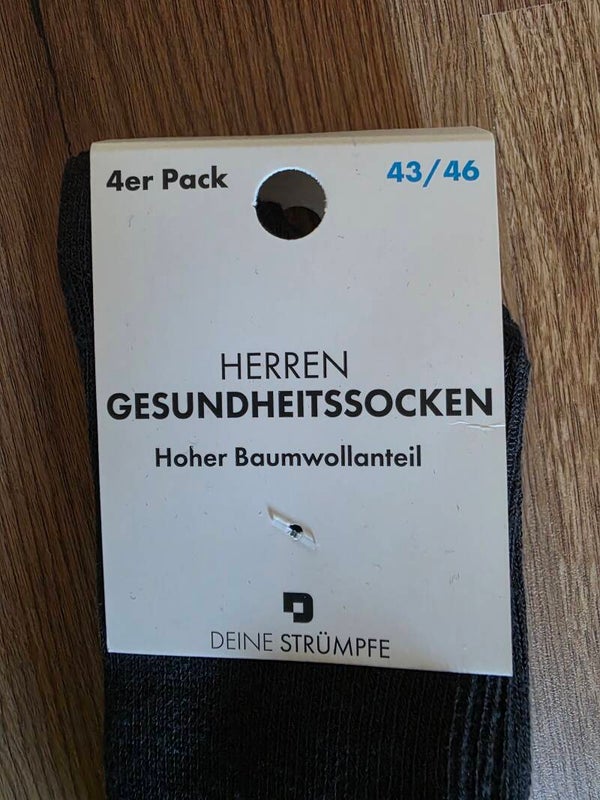 4er Pack 43/46
HERREN
GESUNDHEITSSOCKEN
Hoher Baumwollanteil
DEINE STRÜMPFE